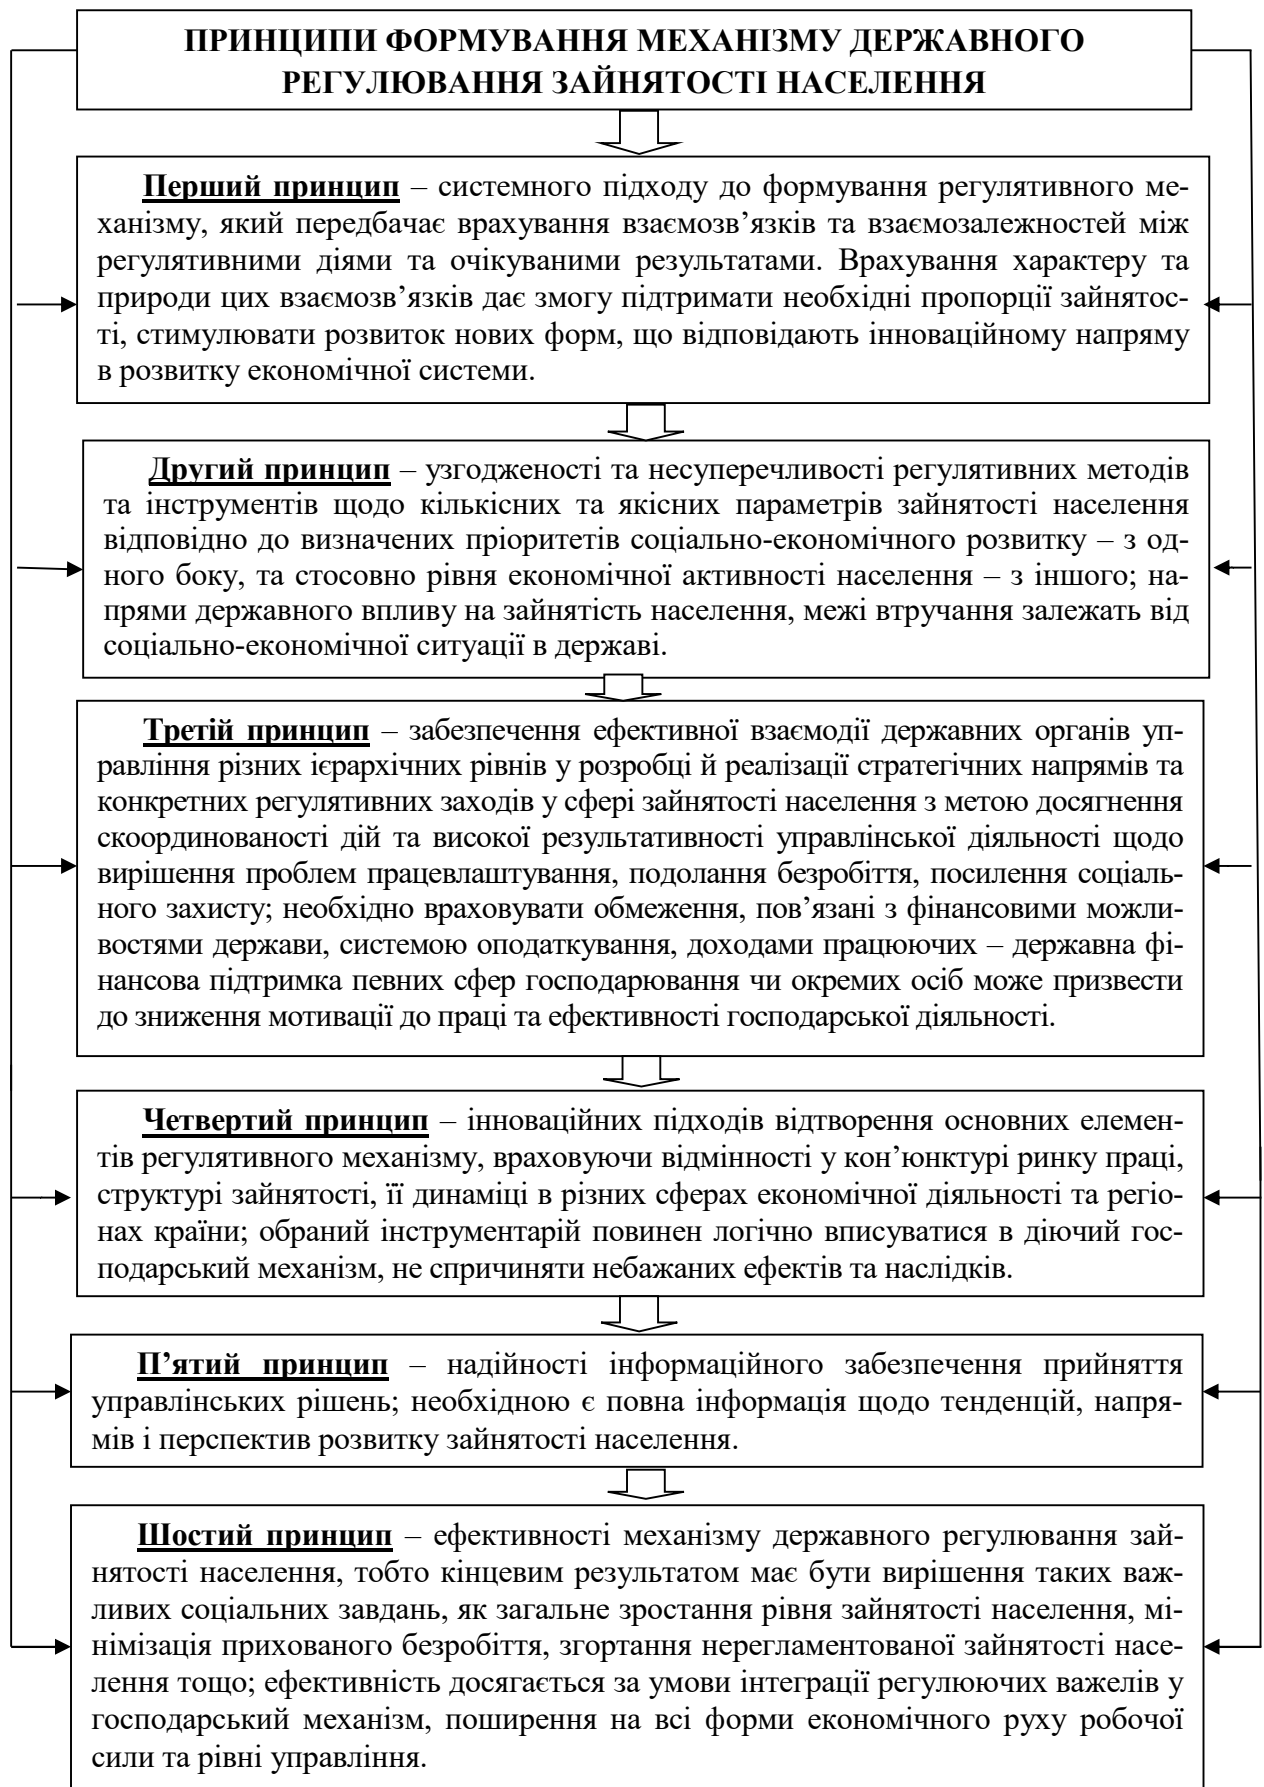 ПРИНЦИПИ ФОРМУВАННЯ МЕХАНІЗМУ ДЕРЖАВНОГО
РЕГУЛЮВАННЯ ЗАЙНЯТОСТІ НАСЕЛЕННЯ
Перший принцип – системного підходу до формування регулятивного ме-
ханізму, який передбачає врахування взаємозв’язків та взаємозалежностей між
регулятивними діями та очікуваними результатами. Врахування характеру та
природи цих взаємозв’язків дає змогу підтримати необхідні пропорції зайнятос-
ті, стимулювати розвиток нових форм, що відповідають інноваційному напряму
в розвитку економічної системи.
Другий принцип – узгодженості та несуперечливості регулятивних методів
та інструментів щодо кількісних та якісних параметрів зайнятості населення
відповідно до визначених пріоритетів соціально-економічного розвитку – з од-
ного боку, та стосовно рівня економічної активності населення – з іншого; на-
прями державного впливу на зайнятість населення, межі втручання залежать від
соціально-економічної ситуації в державі.
Третій принцип – забезпечення ефективної взаємодії державних органів уп-
равління різних ієрархічних рівнів у розробці й реалізації стратегічних напрямів та
конкретних регулятивних заходів у сфері зайнятості населення з метою досягнення
скоординованості дій та високої результативності управлінської діяльності щодо
вирішення проблем працевлаштування, подолання безробіття, посилення соціаль-
ного захисту; необхідно враховувати обмеження, пов’язані з фінансовими можли-
востями держави, системою оподаткування, доходами працюючих – державна фі-
нансова підтримка певних сфер господарювання чи окремих осіб може призвести
до зниження мотивації до праці та ефективності господарської діяльності.
Четвертий принцип – інноваційних підходів відтворення основних елемен-
тів регулятивного механізму, враховуючи відмінності у кон’юнктурі ринку праці,
структурі зайнятості, її динаміці в різних сферах економічної діяльності та регіо-
нах країни; обраний інструментарій повинен логічно вписуватися в діючий гос-
подарський механізм, не спричиняти небажаних ефектів та наслідків.
П’ятий принцип – надійності інформаційного забезпечення прийняття
управлінських рішень; необхідною є повна інформація щодо тенденцій, напря-
мів і перспектив розвитку зайнятості населення.
Шостий принцип – ефективності механізму державного регулювання зай-
нятості населення, тобто кінцевим результатом має бути вирішення таких важ-
ливих соціальних завдань, як загальне зростання рівня зайнятості населення, мі-
німізація прихованого безробіття, згортання нерегламентованої зайнятості насе-
лення тощо; ефективність досягається за умови інтеграції регулюючих важелів у
господарський механізм, поширення на всі форми економічного руху робочої
сили та рівні управління.